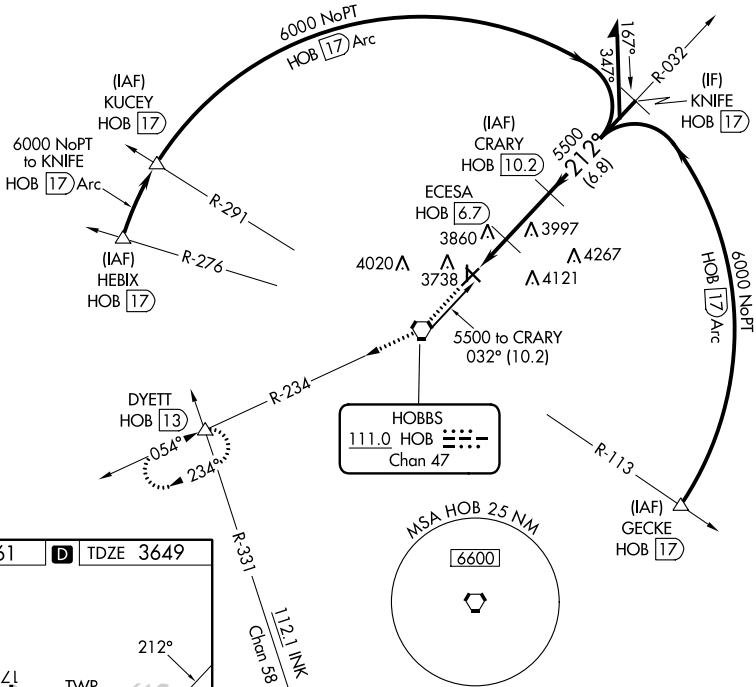 6000 NoPT
HOB 17 Arc
(IAF)
KUCEY
HOB 17
6000 NoPT
to KNIFE
HOB 17 Arc
R-291
(IAF)
HEBIX
HOB 17
R-276
167°
347°
R-032
(IF)
KNIFE
HOB 17
(IAF)
CRARY
HOB 10.2
5500
212°
(6.8)
ECESA
HOB 6.7
3860
3997
4020
3738
4267
4121
6000 NoPT
HOB 17 Arc
5500 to CRARY
032° (10.2)
R-234
DYETT
HOB 13
054°
234°
HOBBS
111.0 HOB
Chan 47
R-113
(IAF)
GECKE
HOB 17
R-331
112.1 INK
Chan 58
MSA HOB 25 NM
6600
61
D TDZE 3649
212°
17
TWR